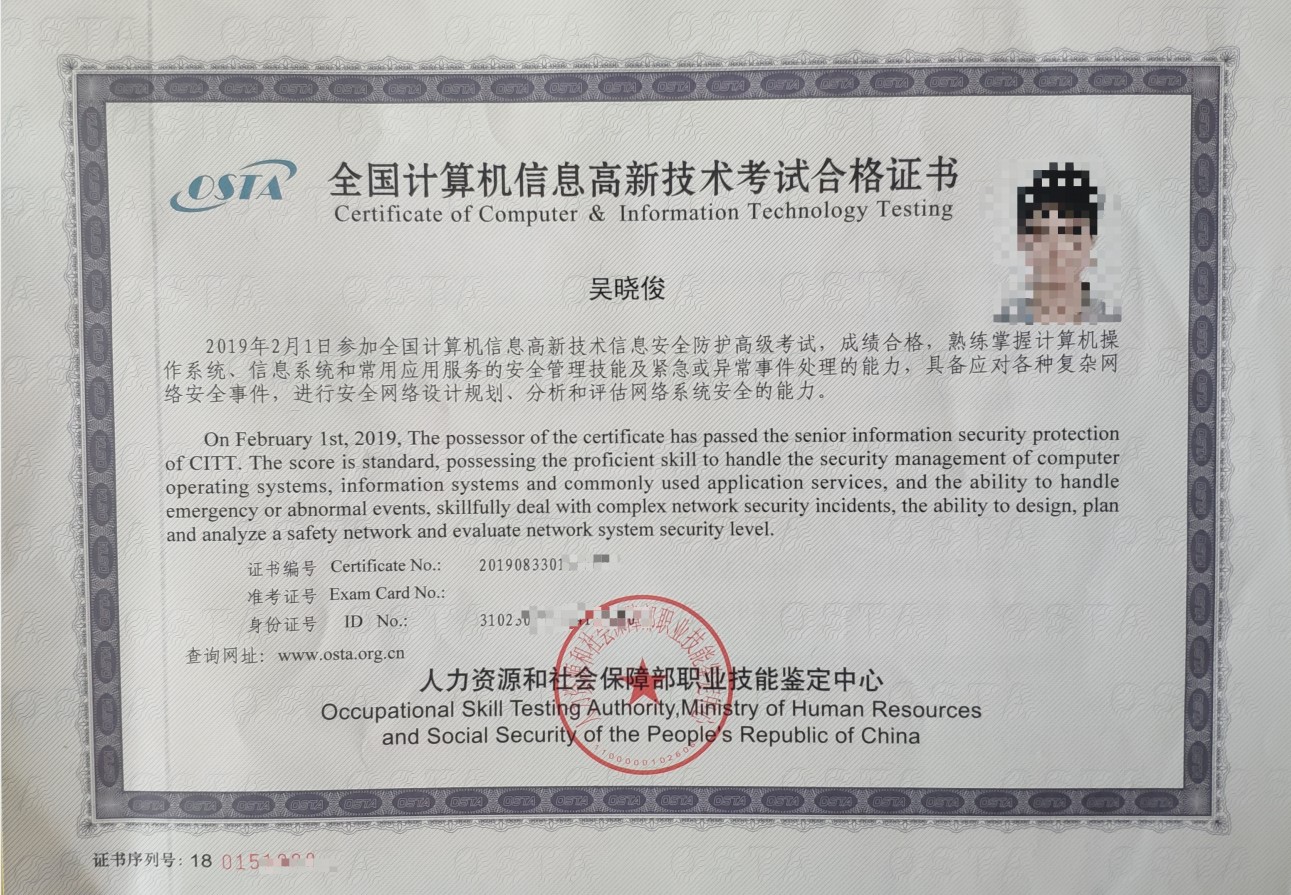 OSTA
全国计算机信息高新技术考试合格证书
Certificate of Computer & Information Technology Testing
吴晓俊
2019年2月1日参加全国计算机信息高新技术信息安全防护高级考试，成绩合格，熟练掌握计算机操
作系统、信息系统和常用应用服务的安全管理技能及紧急或异常事件处理的能力，具备应对各种复杂网
络安全事件，进行安全网络设计规划、分析和评估网络系统安全的能力。
On February 1st, 2019, The possessor of the certificate has passed the senior information security protection
of CITT. The score is standard, possessing the proficient skill to handle the security management of computer
operating systems, information systems and commonly used application services, and the ability to handle
emergency or abnormal events, skillfully deal with complex network security incidents, the ability to design, plan
and analyze a safety network and evaluate network system security level.
证书编号 Certificate No.: 2019083301
准考证号 Exam Card No.:
身份证号 ID No.: 31023
查询网址：www.osta.org.cn
人力资源和社会保障部职业技能鉴定中心
Occupational Skill Testing Authority,Ministry of Human Resources
and Social Security of the People's Republic of China
证书序列号：18 015